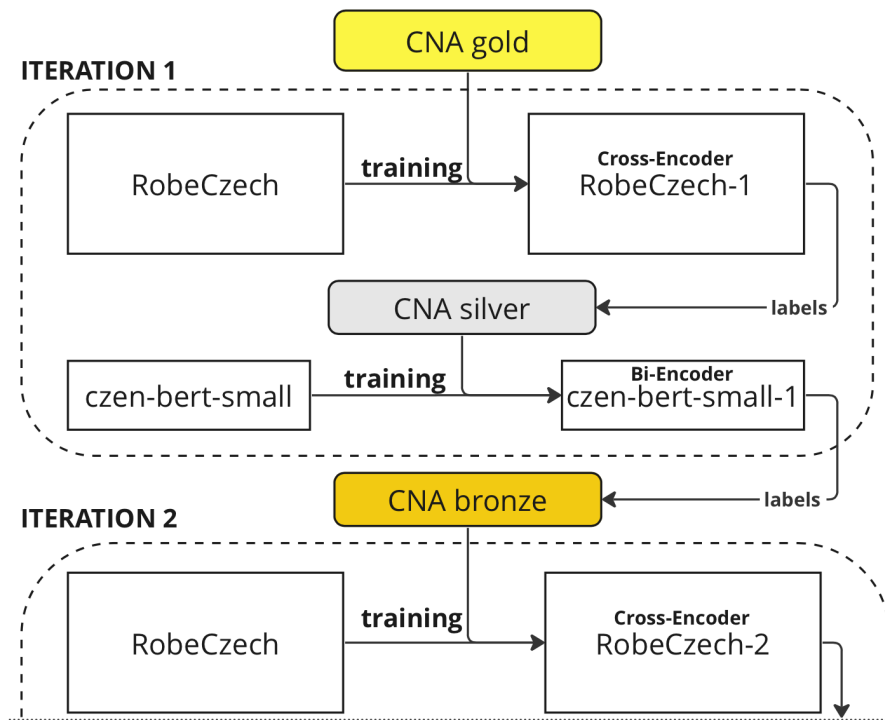 CNA gold
ITERATION 1
RobeCzech
training
Cross-Encoder
RobeCzech-1
CNA silver
labels
czen-bert-small
training
Bi-Encoder
czen-bert-small-1
CNA bronze
labels
ITERATION 2
RobeCzech
training
Cross-Encoder
RobeCzech-2